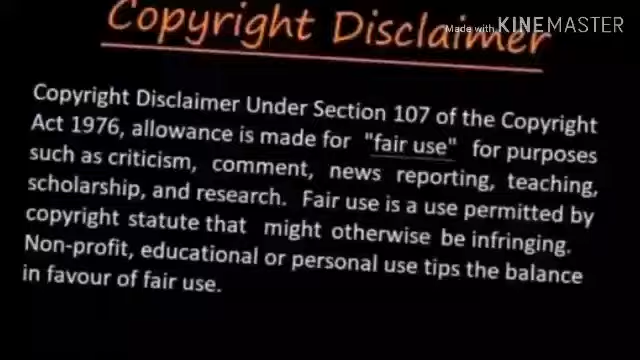 Copyright Disclaimer
Made with KINEMASTER
Copyright Disclaimer Under Section 107 of the Copyright
Act 1976, allowance is made for "fair use" for purposes
such as criticism, comment, news reporting, teaching,
scholarship, and research. Fair use is a use permitted by
copyright statute that might otherwise be infringing.
Non-profit, educational or personal use tips the balance
in favour of fair use.